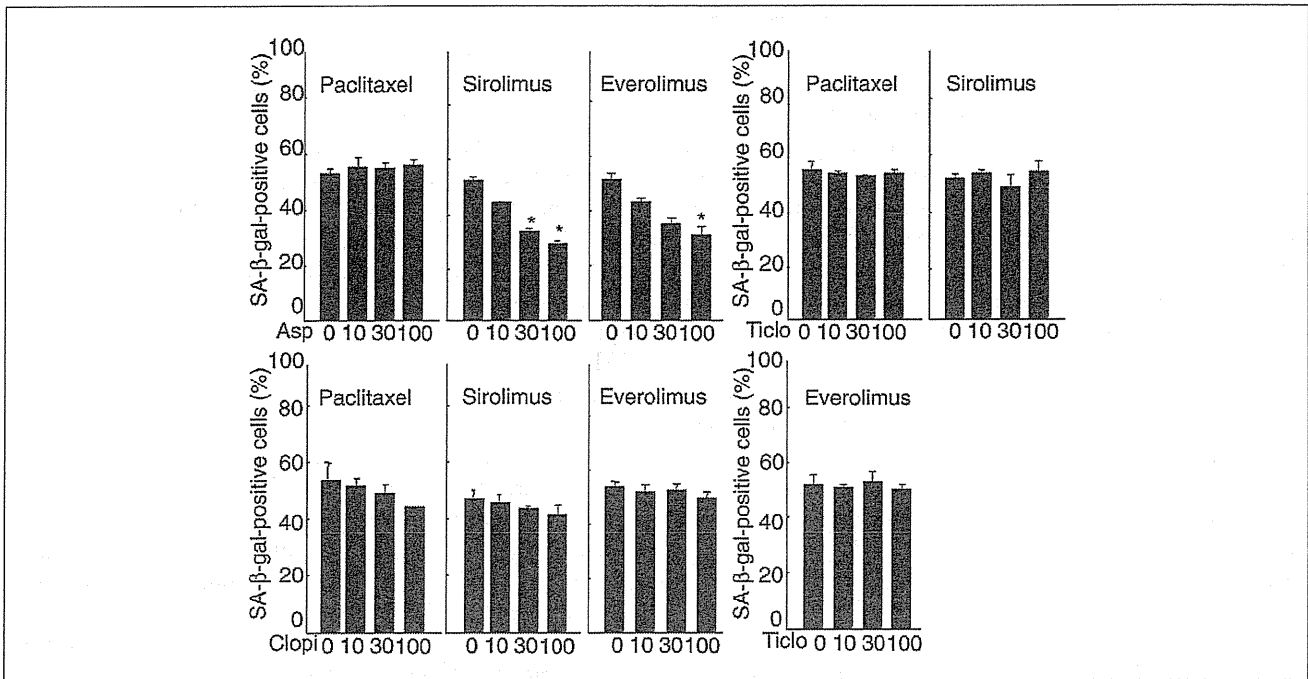 SA-β-gal-positive cells (%)
100
80
60
40
20
0
Paclitaxel
Sirolimus
*
*
Everolimus
*
Asp 0 10 30 100
0 10 30 100
0 10 30 100
SA-β-gal-positive cells (%)
100
80
60
40
20
0
Paclitaxel
Sirolimus
Ticlo 0 10 30 100
0 10 30 100
SA-β-gal-positive cells (%)
100
80
60
40
20
0
Paclitaxel
Sirolimus
Everolimus
Clopi 0 10 30 100
0 10 30 100
0 10 30 100
SA-β-gal-positive cells (%)
100
80
60
40
20
0
Everolimus
Ticlo 0 10 30 100